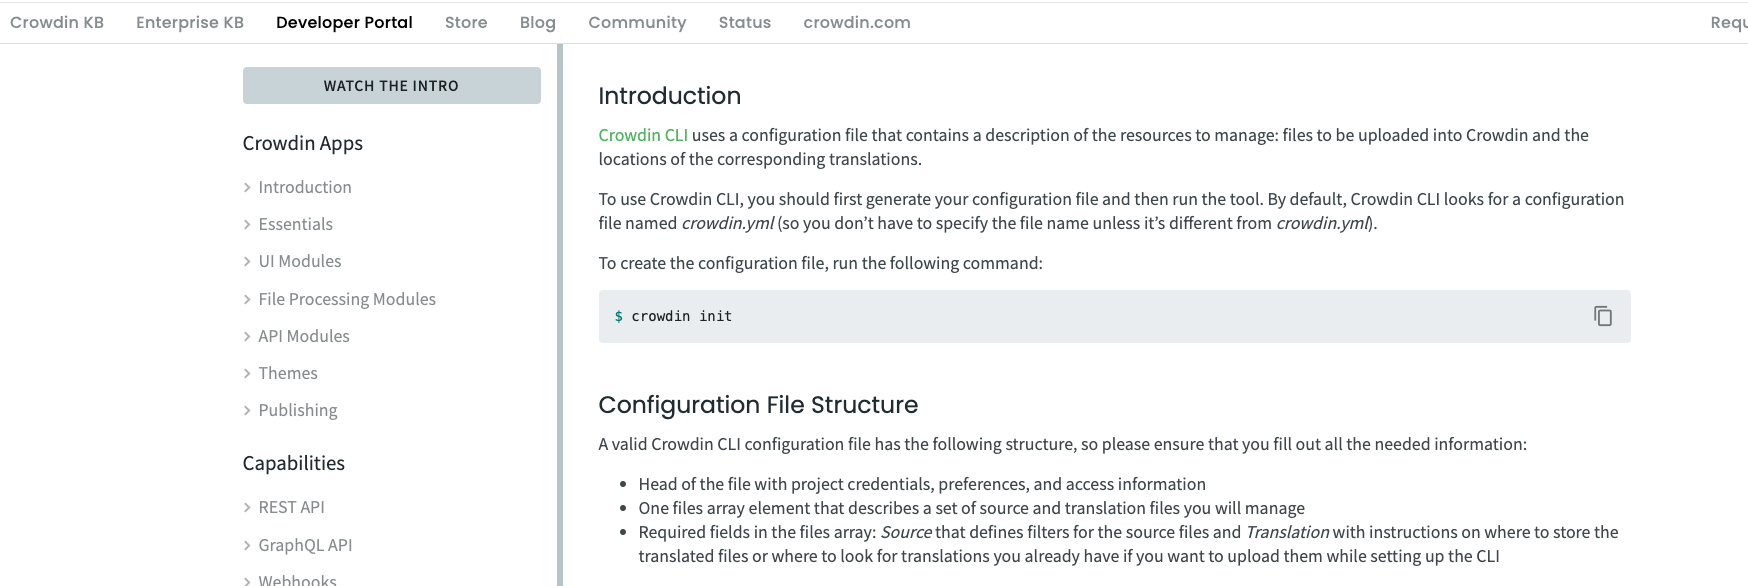 Crowdin KB Enterprise KB Developer Portal Store Blog Community Status crowdin.com Requ
WATCH THE INTRO
Crowdin Apps
Introduction
Essentials
UI Modules
File Processing Modules
API Modules
Themes
Publishing
Capabilities
REST API
GraphQL API
Webhooks
Introduction
Crowdin CLI uses a configuration file that contains a description of the resources to manage: files to be uploaded into Crowdin and the
locations of the corresponding translations.
To use Crowdin CLI, you should first generate your configuration file and then run the tool. By default, Crowdin CLI looks for a configuration
file named crowdin.yml (so you don’t have to specify the file name unless it’s different from crowdin.yml).
To create the configuration file, run the following command:
$ crowdin init
Configuration File Structure
A valid Crowdin CLI configuration file has the following structure, so please ensure that you fill out all the needed information:
• Head of the file with project credentials, preferences, and access information
• One files array element that describes a set of source and translation files you will manage
• Required fields in the files array: Source that defines filters for the source files and Translation with instructions on where to store the
translated files or where to look for translations you already have if you want to upload them while setting up the CLI